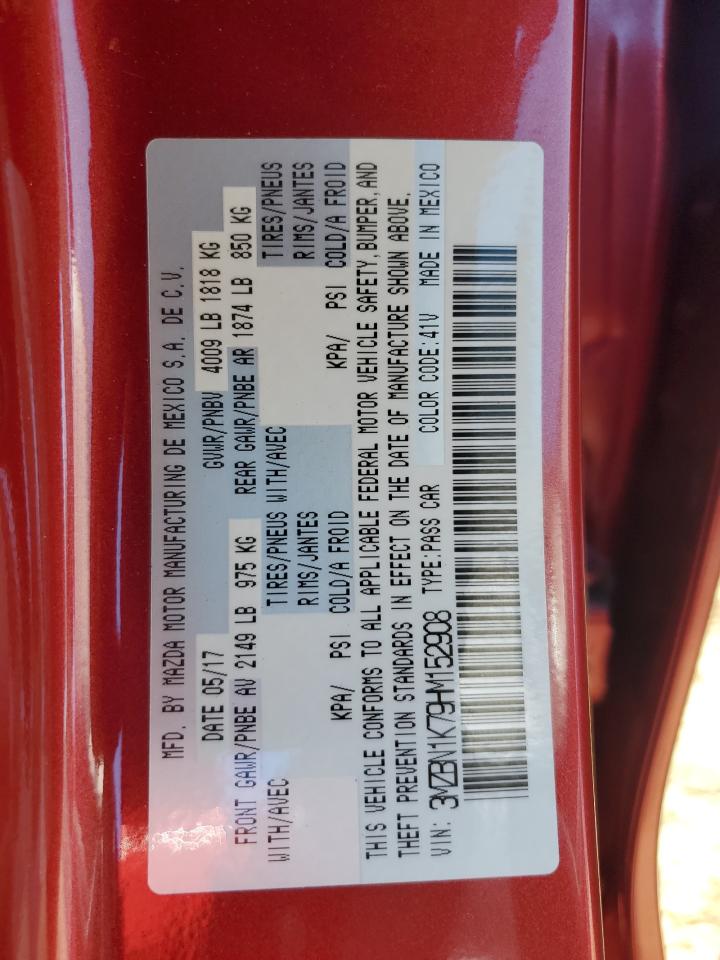 MFD. BY MAZDA MOTOR MANUFACTURING DE MEXICO S.A. DE C.V.
DATE 05/17 GVWR/PNBV 4009 LB 1818 KG
FRONT GAWR/PNBE AV 2149 LB 975 KG REAR GAWR/PNBE AR 1874 LB 850 KG
WITH/AVEC TIRES/PNEUS WITH/AVEC TIRES/PNEUS
RIMS/JANTES RIMS/JANTES
KPA/ PSI COLD/A FROID KPA/ PSI COLD/A FROID
THIS VEHICLE CONFORMS TO ALL APPLICABLE FEDERAL MOTOR VEHICLE SAFETY, BUMPER, AND
THEFT PREVENTION STANDARDS IN EFFECT ON THE DATE OF MANUFACTURE SHOWN ABOVE.
VIN: 3MZBN1K79HM152908 TYPE:PASS CAR COLOR CODE:41V MADE IN MEXICO